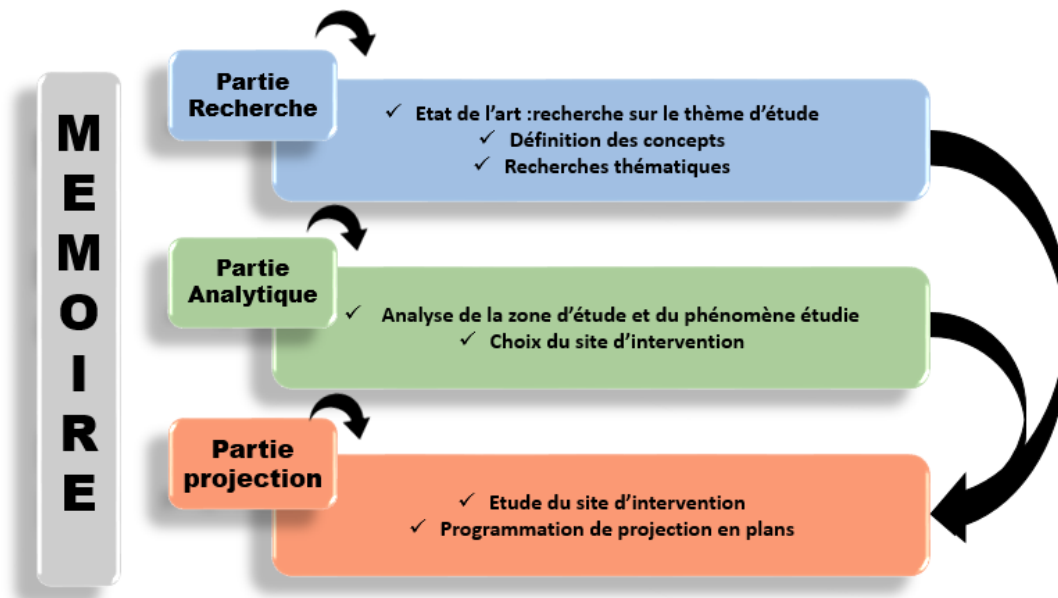 MEMOIRE
Partie
Recherche
✓ Etat de l'art :recherche sur le thème d'étude
✓ Définition des concepts
✓ Recherches thématiques
Partie
Analytique
✓ Analyse de la zone d'étude et du phénomène étudie
✓ Choix du site d'intervention
Partie
projection
✓ Etude du site d'intervention
✓ Programmation de projection en plans